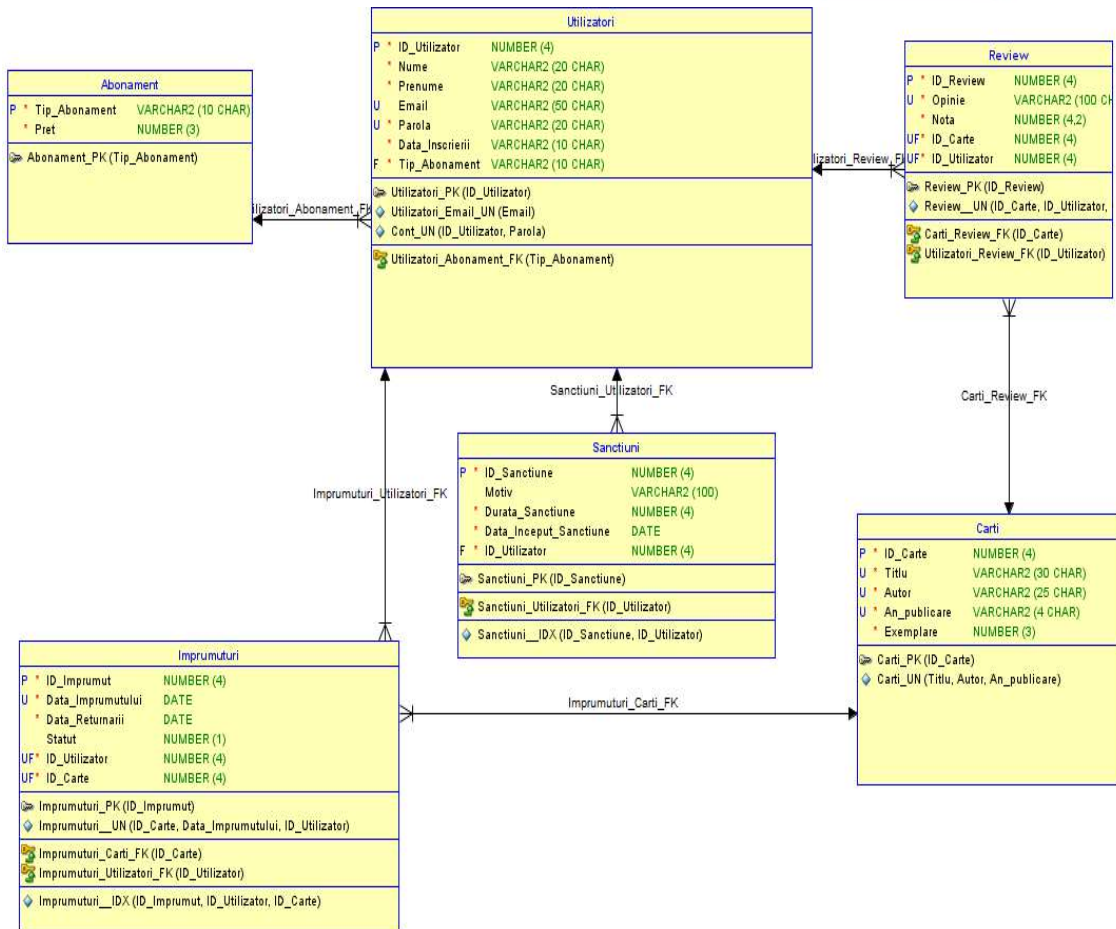 Abonament
P * Tip_Abonament VARCHAR2 (10 CHAR)
* Pret NUMBER (3)
Abonament_PK (Tip_Abonament)
Utilizatori_Abonament_FK
Utilizatori
P * ID_Utilizator NUMBER (4)
* Nume VARCHAR2 (20 CHAR)
* Prenume VARCHAR2 (20 CHAR)
U Email VARCHAR2 (50 CHAR)
U * Parola VARCHAR2 (20 CHAR)
* Data_Inscrierii VARCHAR2 (10 CHAR)
F * Tip_Abonament VARCHAR2 (10 CHAR)
Utilizatori_PK (ID_Utilizator)
Utilizatori_Email_UN (Email)
Cont_UN (ID_Utilizator, Parola)
Utilizatori_Abonament_FK (Tip_Abonament)
lizatori_Review_F
Review
P * ID_Review NUMBER (4)
U * Opinie VARCHAR2 (100 CH
* Nota NUMBER (4,2)
UF* ID_Carte NUMBER (4)
UF* ID_Utilizator NUMBER (4)
Review_PK (ID_Review)
Review__UN (ID_Carte, ID_Utilizator,
Carti_Review_FK (ID_Carte)
Utilizatori_Review_FK (ID_Utilizator)
Sanctiuni_Utilizatori_FK
Carti_Review_FK
Imprumuturi_Utilizatori_FK
Sanctiuni
P * ID_Sanctiune NUMBER (4)
Motiv VARCHAR2 (100)
* Durata_Sanctiune NUMBER (4)
* Data_Inceput_Sanctiune DATE
F * ID_Utilizator NUMBER (4)
Sanctiuni_PK (ID_Sanctiune)
Sanctiuni_Utilizatori_FK (ID_Utilizator)
Sanctiuni__IDX (ID_Sanctiune, ID_Utilizator)
Carti
P * ID_Carte NUMBER (4)
U * Titlu VARCHAR2 (30 CHAR)
U * Autor VARCHAR2 (25 CHAR)
U * An_publicare VARCHAR2 (4 CHAR)
* Exemplare NUMBER (3)
Carti_PK (ID_Carte)
Carti_UN (Titlu, Autor, An_publicare)
Imprumuturi_Carti_FK
Imprumuturi
P * ID_Imprumut NUMBER (4)
U * Data_Imprumutului DATE
* Data_Returnarii DATE
Statut NUMBER (1)
UF* ID_Utilizator NUMBER (4)
UF* ID_Carte NUMBER (4)
Imprumuturi_PK (ID_Imprumut)
Imprumuturi__UN (ID_Carte, Data_Imprumutului, ID_Utilizator)
Imprumuturi_Carti_FK (ID_Carte)
Imprumuturi_Utilizatori_FK (ID_Utilizator)
Imprumuturi__IDX (ID_Imprumut, ID_Utilizator, ID_Carte)